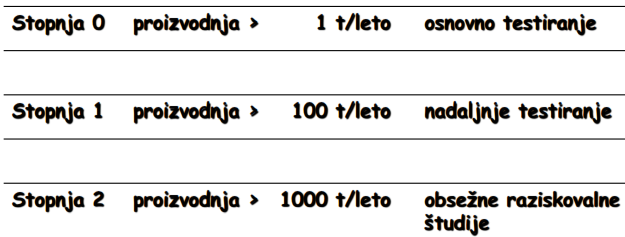 Stopnja 0 proizvodnja > 1 t/leto osnovno testiranje
Stopnja 1 proizvodnja > 100 t/leto nadaljnje testiranje
Stopnja 2 proizvodnja > 1000 t/leto obsežne raziskovalne
študije